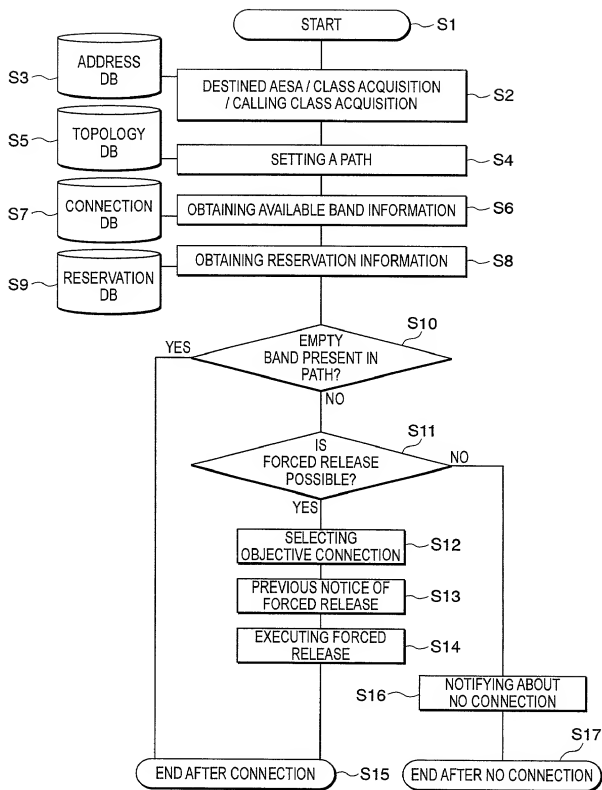 START
S1
ADDRESS
DB
S3
DESTINED AESA / CLASS ACQUISITION
/ CALLING CLASS ACQUISITION
S2
TOPOLOGY
DB
S5
SETTING A PATH
S4
CONNECTION
DB
S7
OBTAINING AVAILABLE BAND INFORMATION
S6
RESERVATION
DB
S9
OBTAINING RESERVATION INFORMATION
S8
S10
EMPTY
BAND PRESENT IN
PATH?
YES
NO
S11
IS
FORCED RELEASE
POSSIBLE?
NO
YES
SELECTING
OBJECTIVE CONNECTION
S12
PREVIOUS NOTICE OF
FORCED RELEASE
S13
EXECUTING FORCED
RELEASE
S14
S16
NOTIFYING ABOUT
NO CONNECTION
END AFTER CONNECTION
S15
S17
END AFTER NO CONNECTION